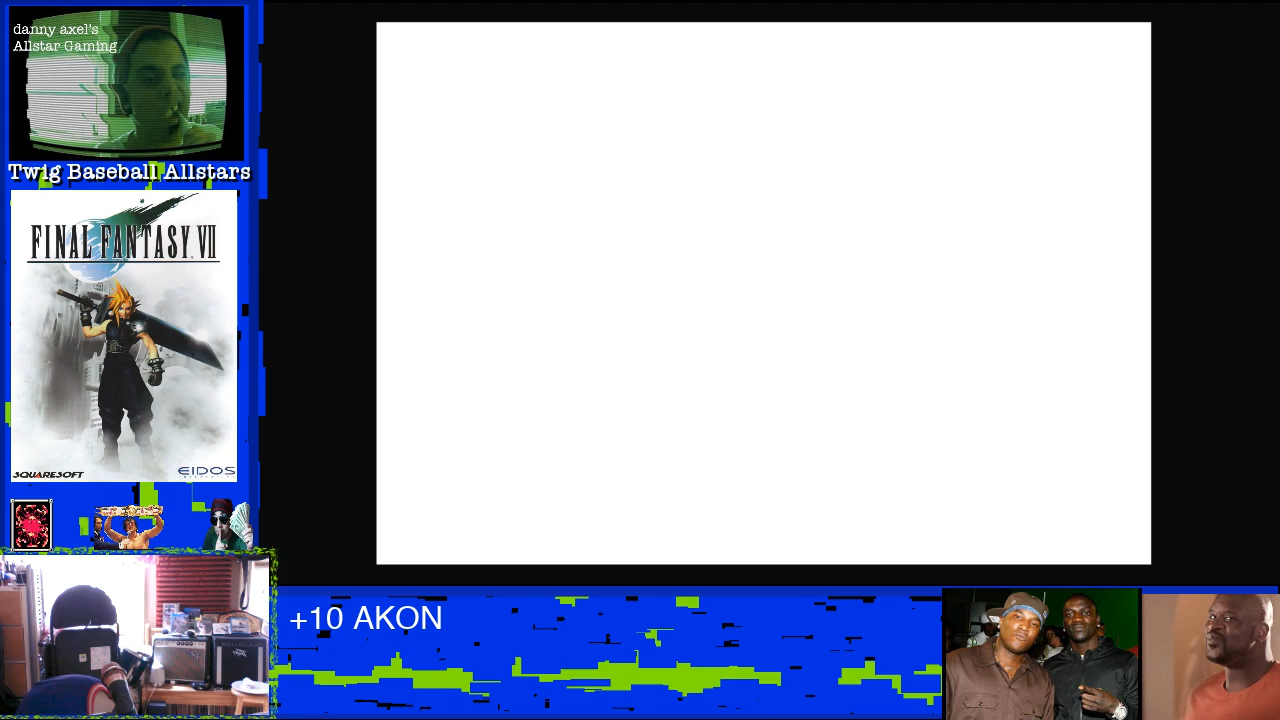 danny axel's
Allstar Gaming
Twig Baseball Allstars
FINAL FANTASY VII
SQUARESOFT
EIDOS
+10 AKON